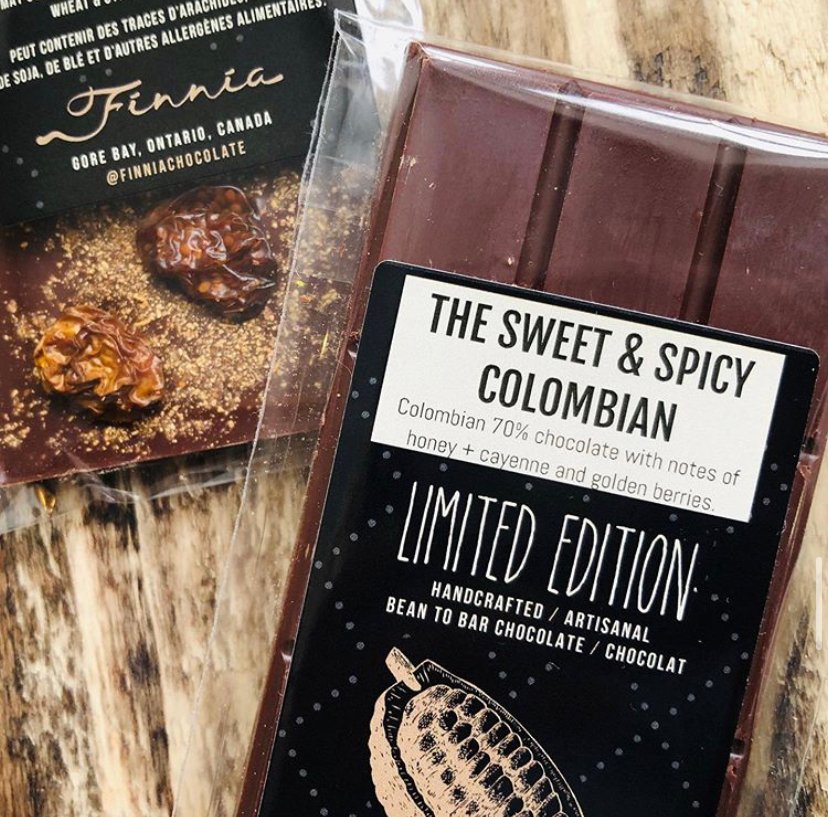 WHEAT &
PEUT CONTENIR DES TRACES D'ARACHIDES
DE SOJA, DE BLÉ ET D'AUTRES ALLERGÈNES ALIMENTAIRES.
Finnia
GORE BAY, ONTARIO, CANADA
@FINNIACHOCOLATE
THE SWEET & SPICY
COLOMBIAN
Colombian 70% chocolate with notes of
honey + cayenne and golden berries.
LIMITED EDITION
HANDCRAFTED / ARTISANAL
BEAN TO BAR CHOCOLATE / CHOCOLAT